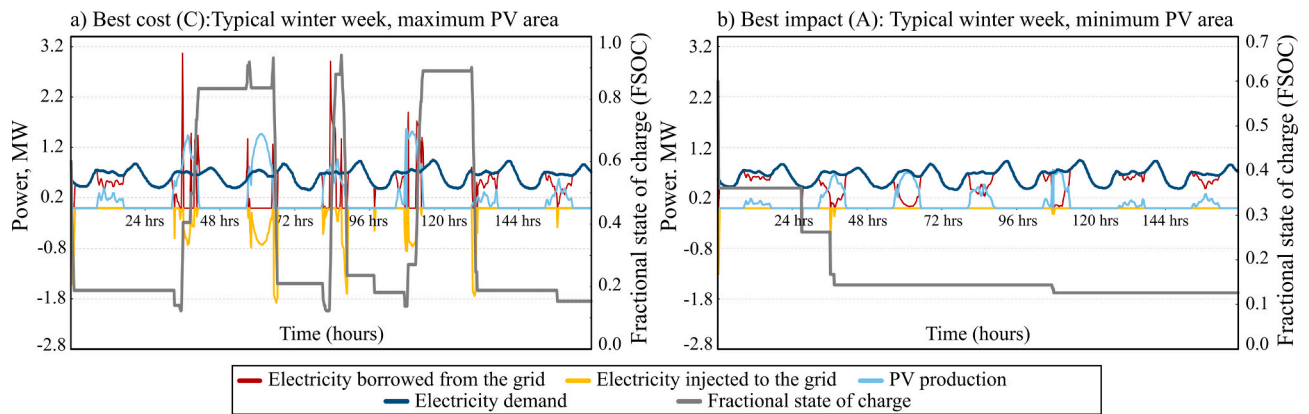 a) Best cost (C):Typical winter week, maximum PV area
3.2
2.2
1.2
0.2
-0.8
-1.8
-2.8
Power, MW
24 hrs
48 hrs
72 hrs
96 hrs
120 hrs
144 hrs
Time (hours)
1.0
0.8
0.6
0.4
0.2
0.0
Fractional state of charge (FSOC)
b) Best impact (A): Typical winter week, minimum PV area
3.2
2.2
1.2
0.2
-0.8
-1.8
-2.8
Power, MW
24 hrs
48 hrs
72 hrs
96 hrs
120 hrs
144 hrs
Time (hours)
0.7
0.6
0.5
0.4
0.3
0.2
0.1
0.0
Fractional state of charge (FSOC)
Electricity borrowed from the grid
Electricity injected to the grid
PV production
Electricity demand
Fractional state of charge